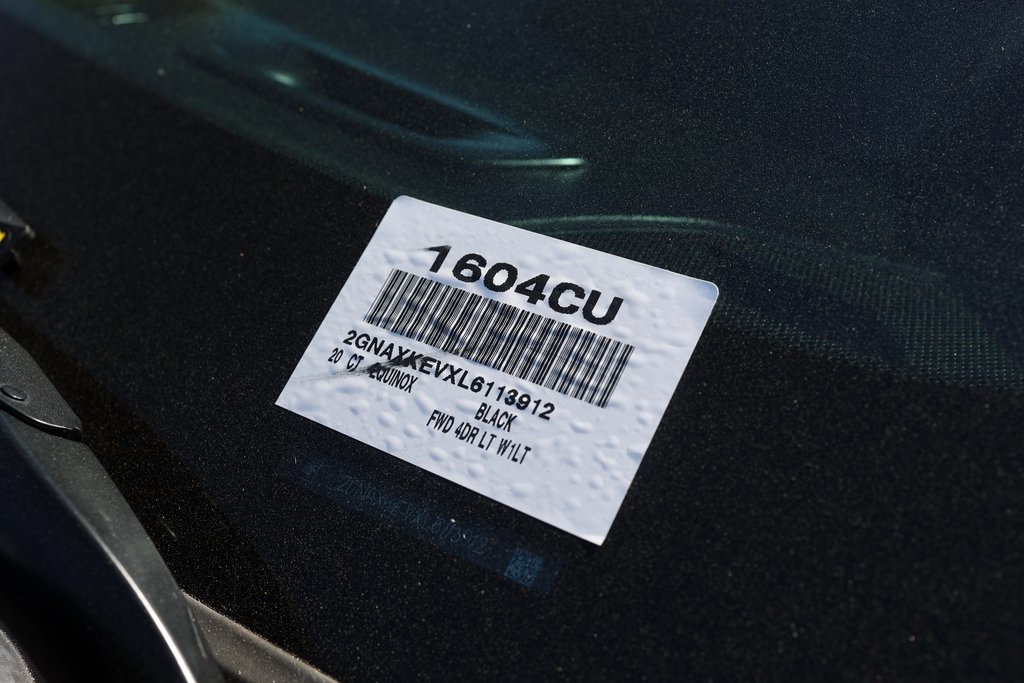 1604CU
2GNAXKEVXL6113912
20 CT EQUINOX
BLACK
FWD 4DR LT W1LT